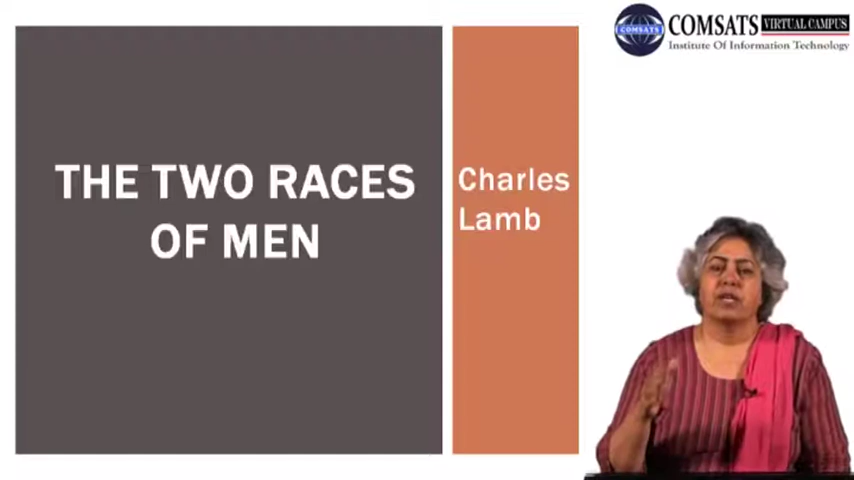 THE TWO RACES
OF MEN
Charles
Lamb
COMSATS
COMSATS VIRTUAL CAMPUS
Institute Of Information Technology